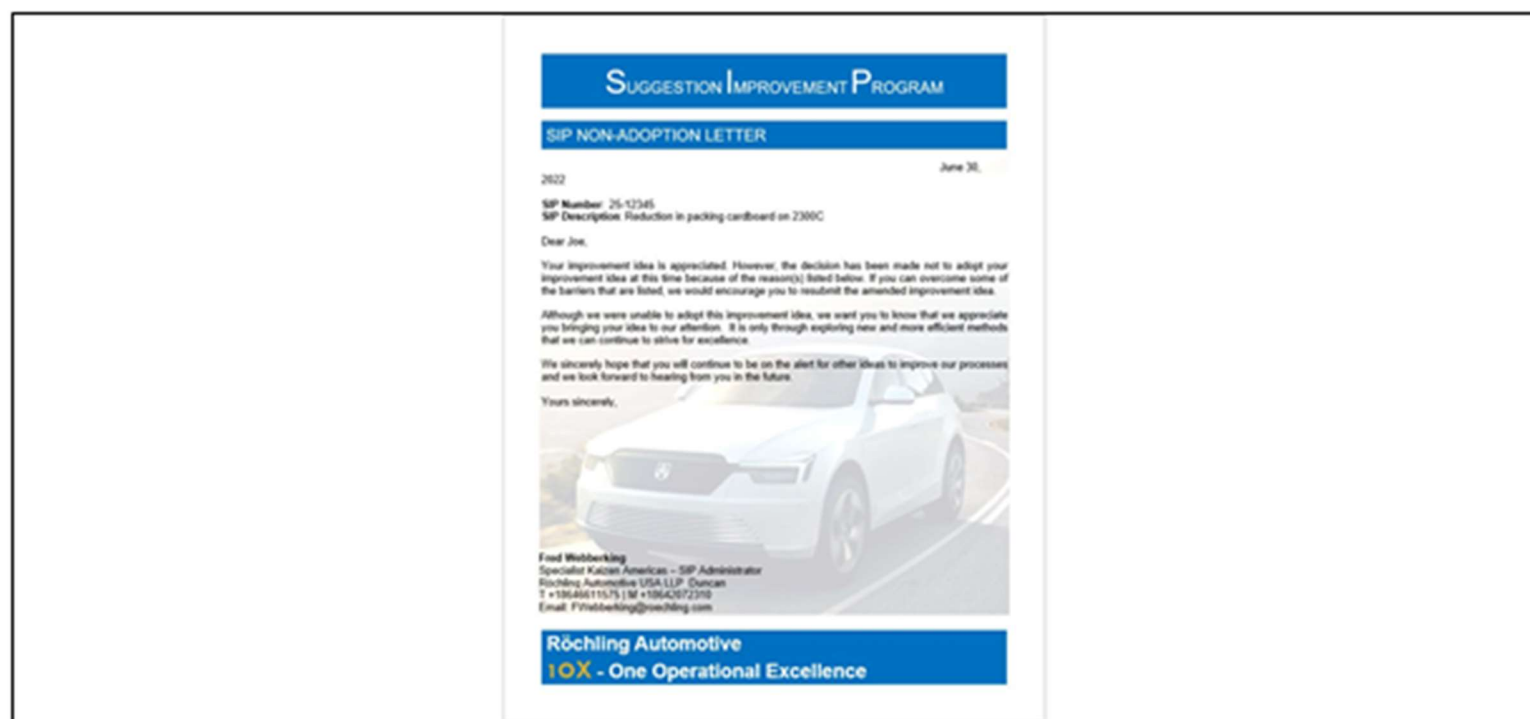 SUGGESTION IMPROVEMENT PROGRAM
SIP NON-ADOPTION LETTER
June 30,
2022
SIP Number: 25-12345
SIP Description: Reduction in packing cardboard on 2300C
Dear Joe,
Your improvement idea is appreciated. However, the decision has been made not to adopt your
improvement idea at this time because of the reason(s) listed below. If you can overcome some of
the barriers that are listed, we would encourage you to resubmit the amended improvement idea.
Although we were unable to adopt this improvement idea, we want you to know that we appreciate
you bringing your idea to our attention. It is only through exploring new and more efficient methods
that we can continue to strive for excellence.
We sincerely hope that you will continue to be on the alert for other ideas to improve our processes
and we look forward to hearing from you in the future.
Yours sincerely,
Fred Webberking
Specialist Kaizen Americas – SIP Administrator
Röchling Automotive USA LLP Duncan
T +18646611575 | M +18642072310
Email: FWebberking@roechling.com
Röchling Automotive
1OX - One Operational Excellence